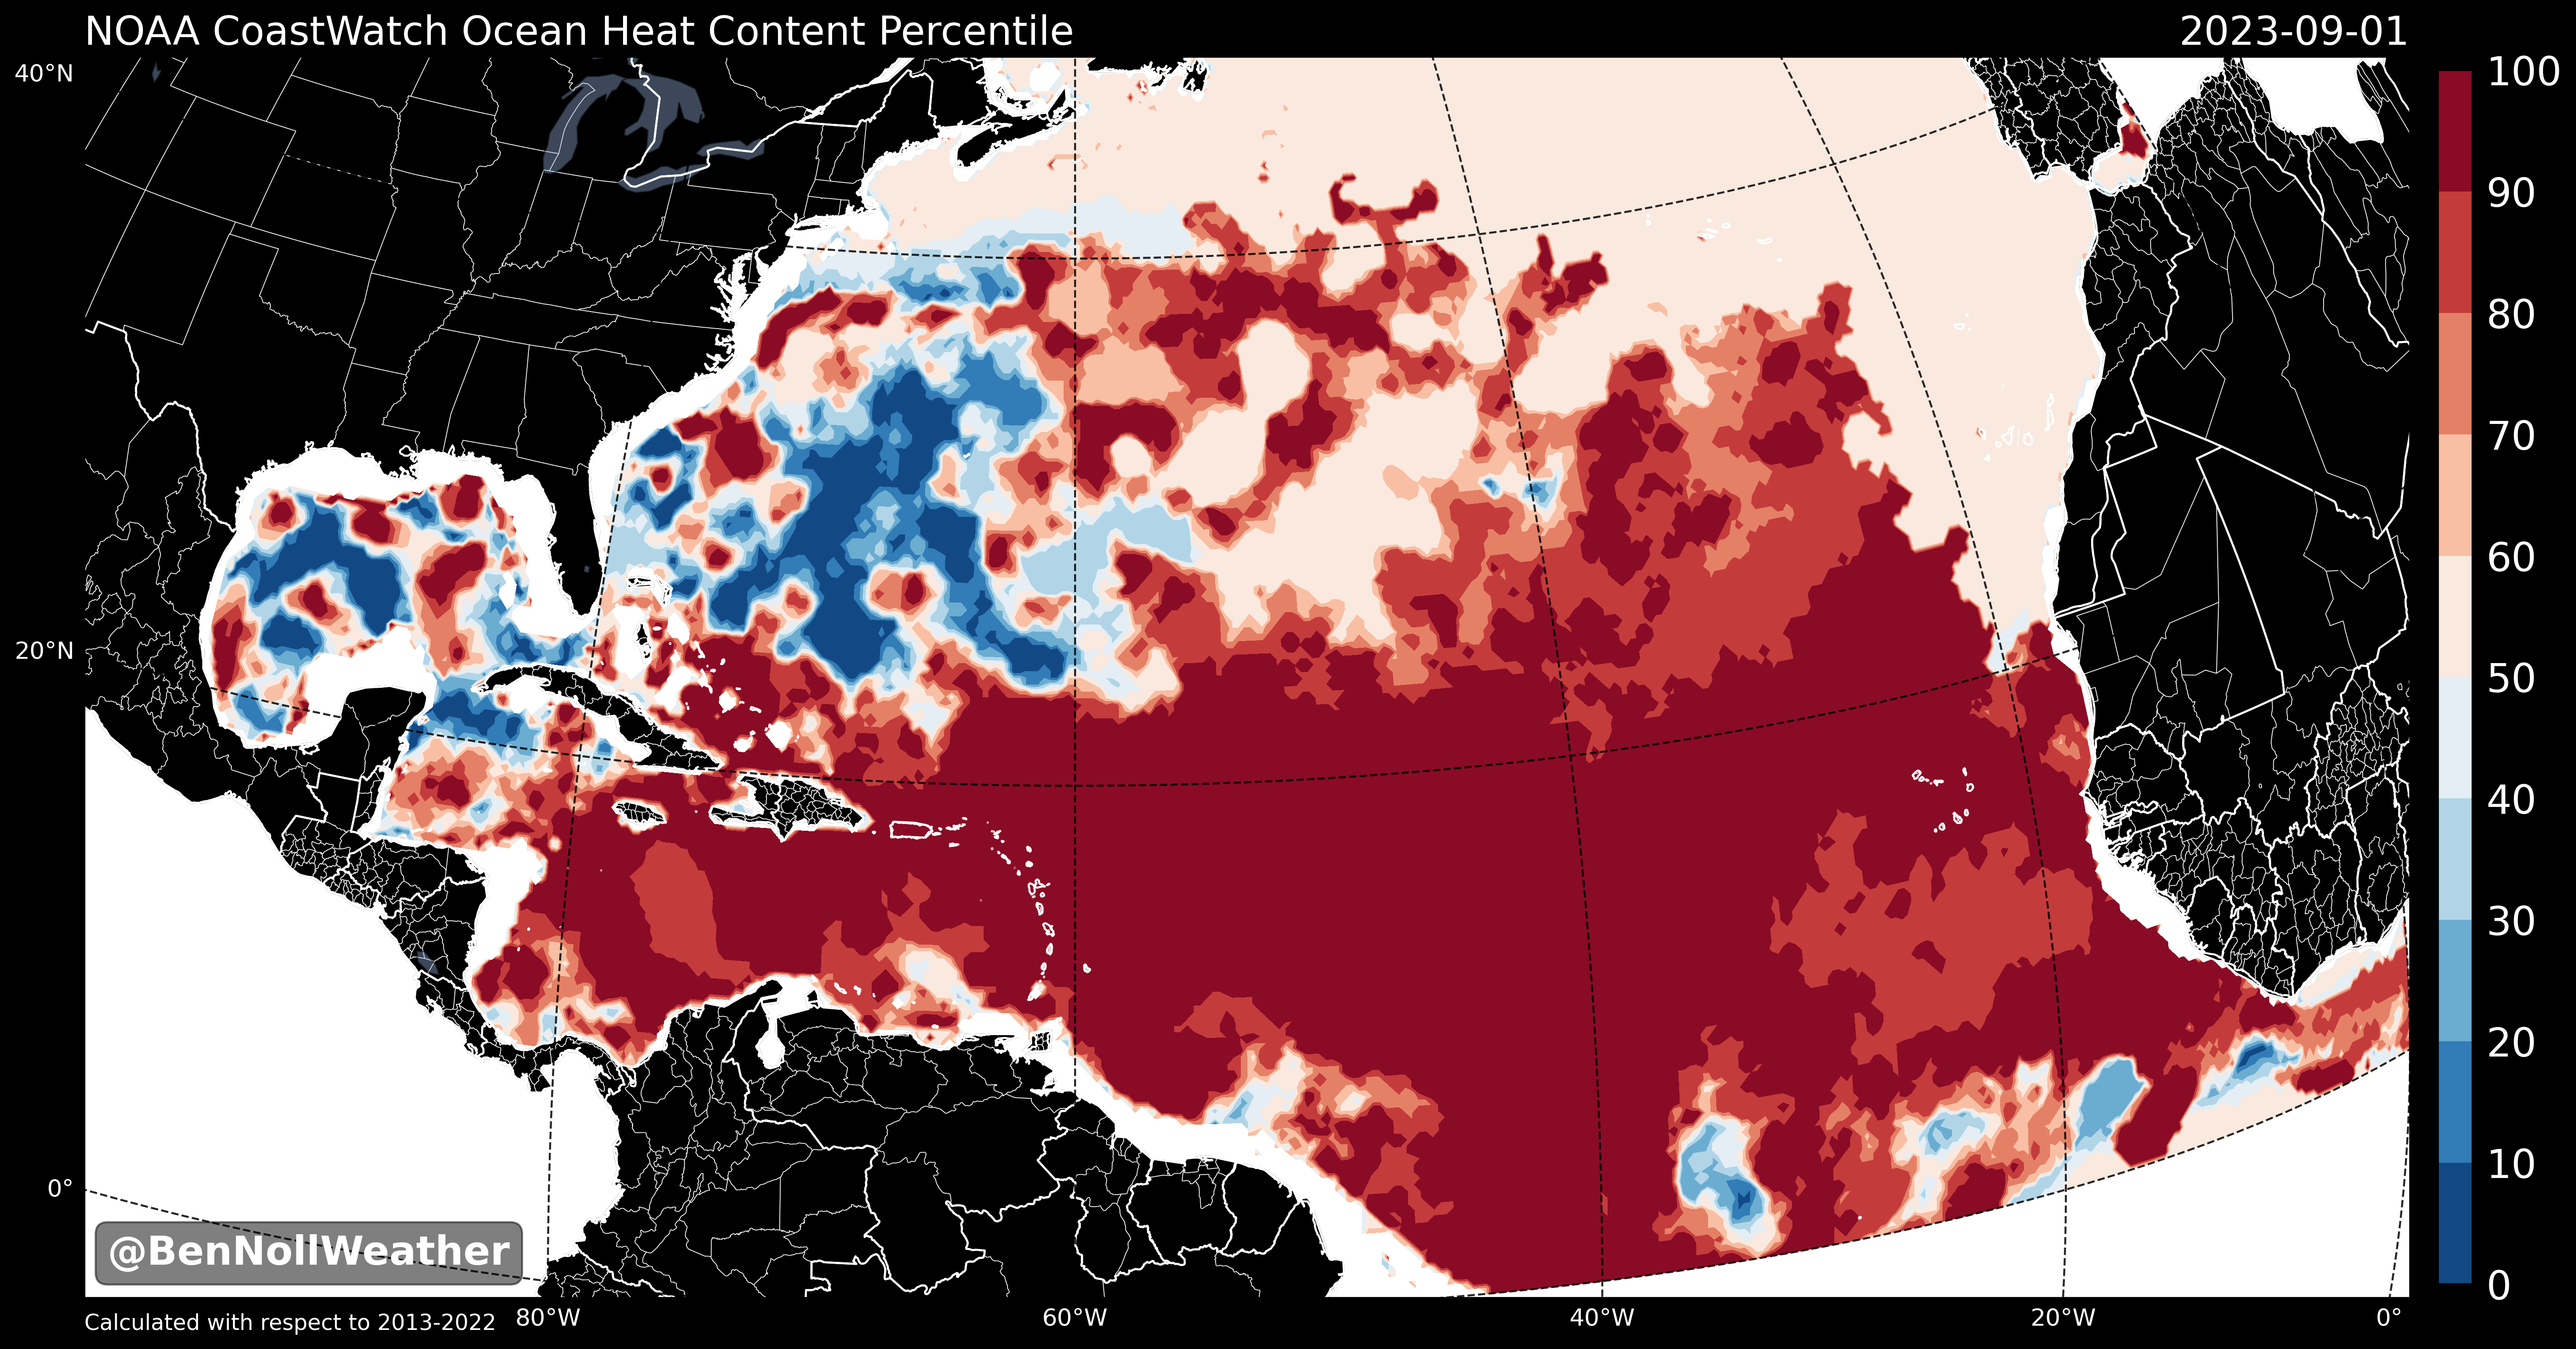 NOAA CoastWatch Ocean Heat Content Percentile
2023-09-01
40°N
20°N
0°
100
90
80
70
60
50
40
30
20
10
0
@BenNollWeather
Calculated with respect to 2013-2022
80°W
60°W
40°W
20°W
0°